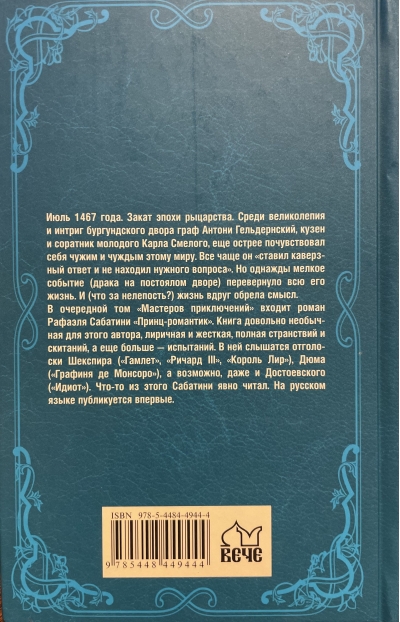 Июль 1467 года. Закат эпохи рыцарства. Среди великолепия
и интриг бургундского двора граф Антони Гельдернский, кузен
и соратник молодого Карла Смелого, еще острее почувствовал
себя чужим и чуждым этому миру. Все чаще он «ставил каверз-
ный ответ и не находил нужного вопроса». Но однажды мелкое
событие (драка на постоялом дворе) перевернуло всю его
жизнь. И (что за нелепость?) жизнь вдруг обрела смысл.
В очередной том «Мастеров приключений» входит роман
Рафаэля Сабатини «Принц-романтик». Книга довольно необыч-
ная для этого автора, лиричная и жесткая, полная странствий и
скитаний, а еще больше — испытаний. В ней слышатся отголо-
ски Шекспира («Гамлет», «Ричард III», «Король Лир»), Дюма
(«Графиня де Монсоро»), а возможно, даже и Достоевского
(«Идиот»). Что-то из этого Сабатини явно читал. На русском
языке публикуется впервые.
ISBN 978-5-4484-4944-4
9 785448 449444
ВЕЧЕ